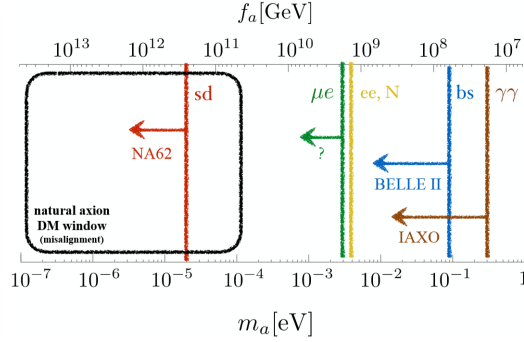 f_a[GeV]
10^13 10^12 10^11 10^10 10^9 10^8 10^7
sd μe ee, N bs γγ
NA62 ? BELLE II
IAXO
natural axion
DM window
(misalignment)
10^-7 10^-6 10^-5 10^-4 10^-3 10^-2 10^-1 1
m_a[eV]